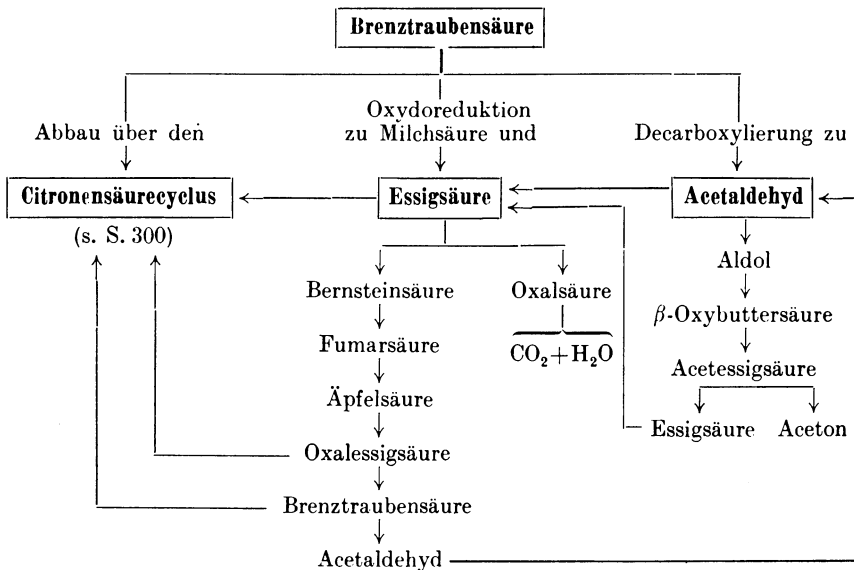 Brenztraubensäure
Abbau über den
Oxydoreduktion
zu Milchsäure und
Decarboxylierung zu
Citronensäurecyclus
Essigsäure
Acetaldehyd
(s. S. 300)
Aldol
Bernsteinsäure
Oxalsäure
β-Oxybuttersäure
Fumarsäure
CO₂+H₂O
Acetessigsäure
Äpfelsäure
Essigsäure
Aceton
Oxalessigsäure
Brenztraubensäure
Acetaldehyd